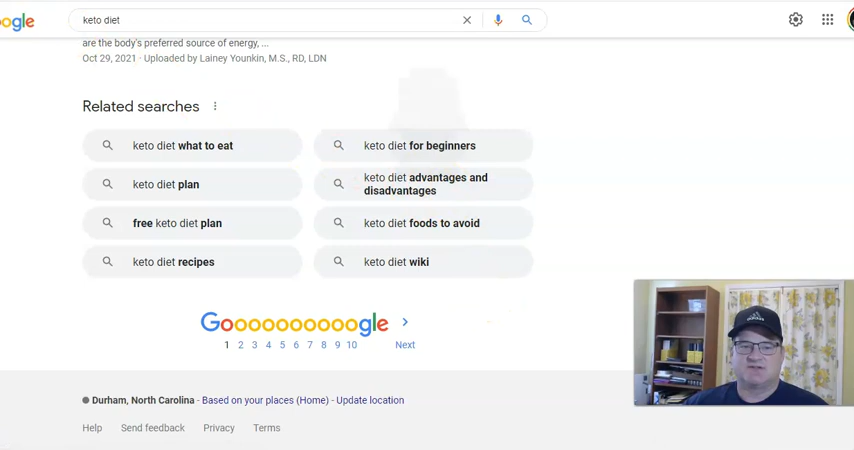 ogle
keto diet
are the body's preferred source of energy, ...
Oct 29, 2021 · Uploaded by Lainey Younkin, M.S., RD, LDN
Related searches
keto diet what to eat
keto diet for beginners
keto diet plan
keto diet advantages and
disadvantages
free keto diet plan
keto diet foods to avoid
keto diet recipes
keto diet wiki
Goooooooooogle
1 2 3 4 5 6 7 8 9 10 Next
Durham, North Carolina - Based on your places (Home) - Update location
Help Send feedback Privacy Terms